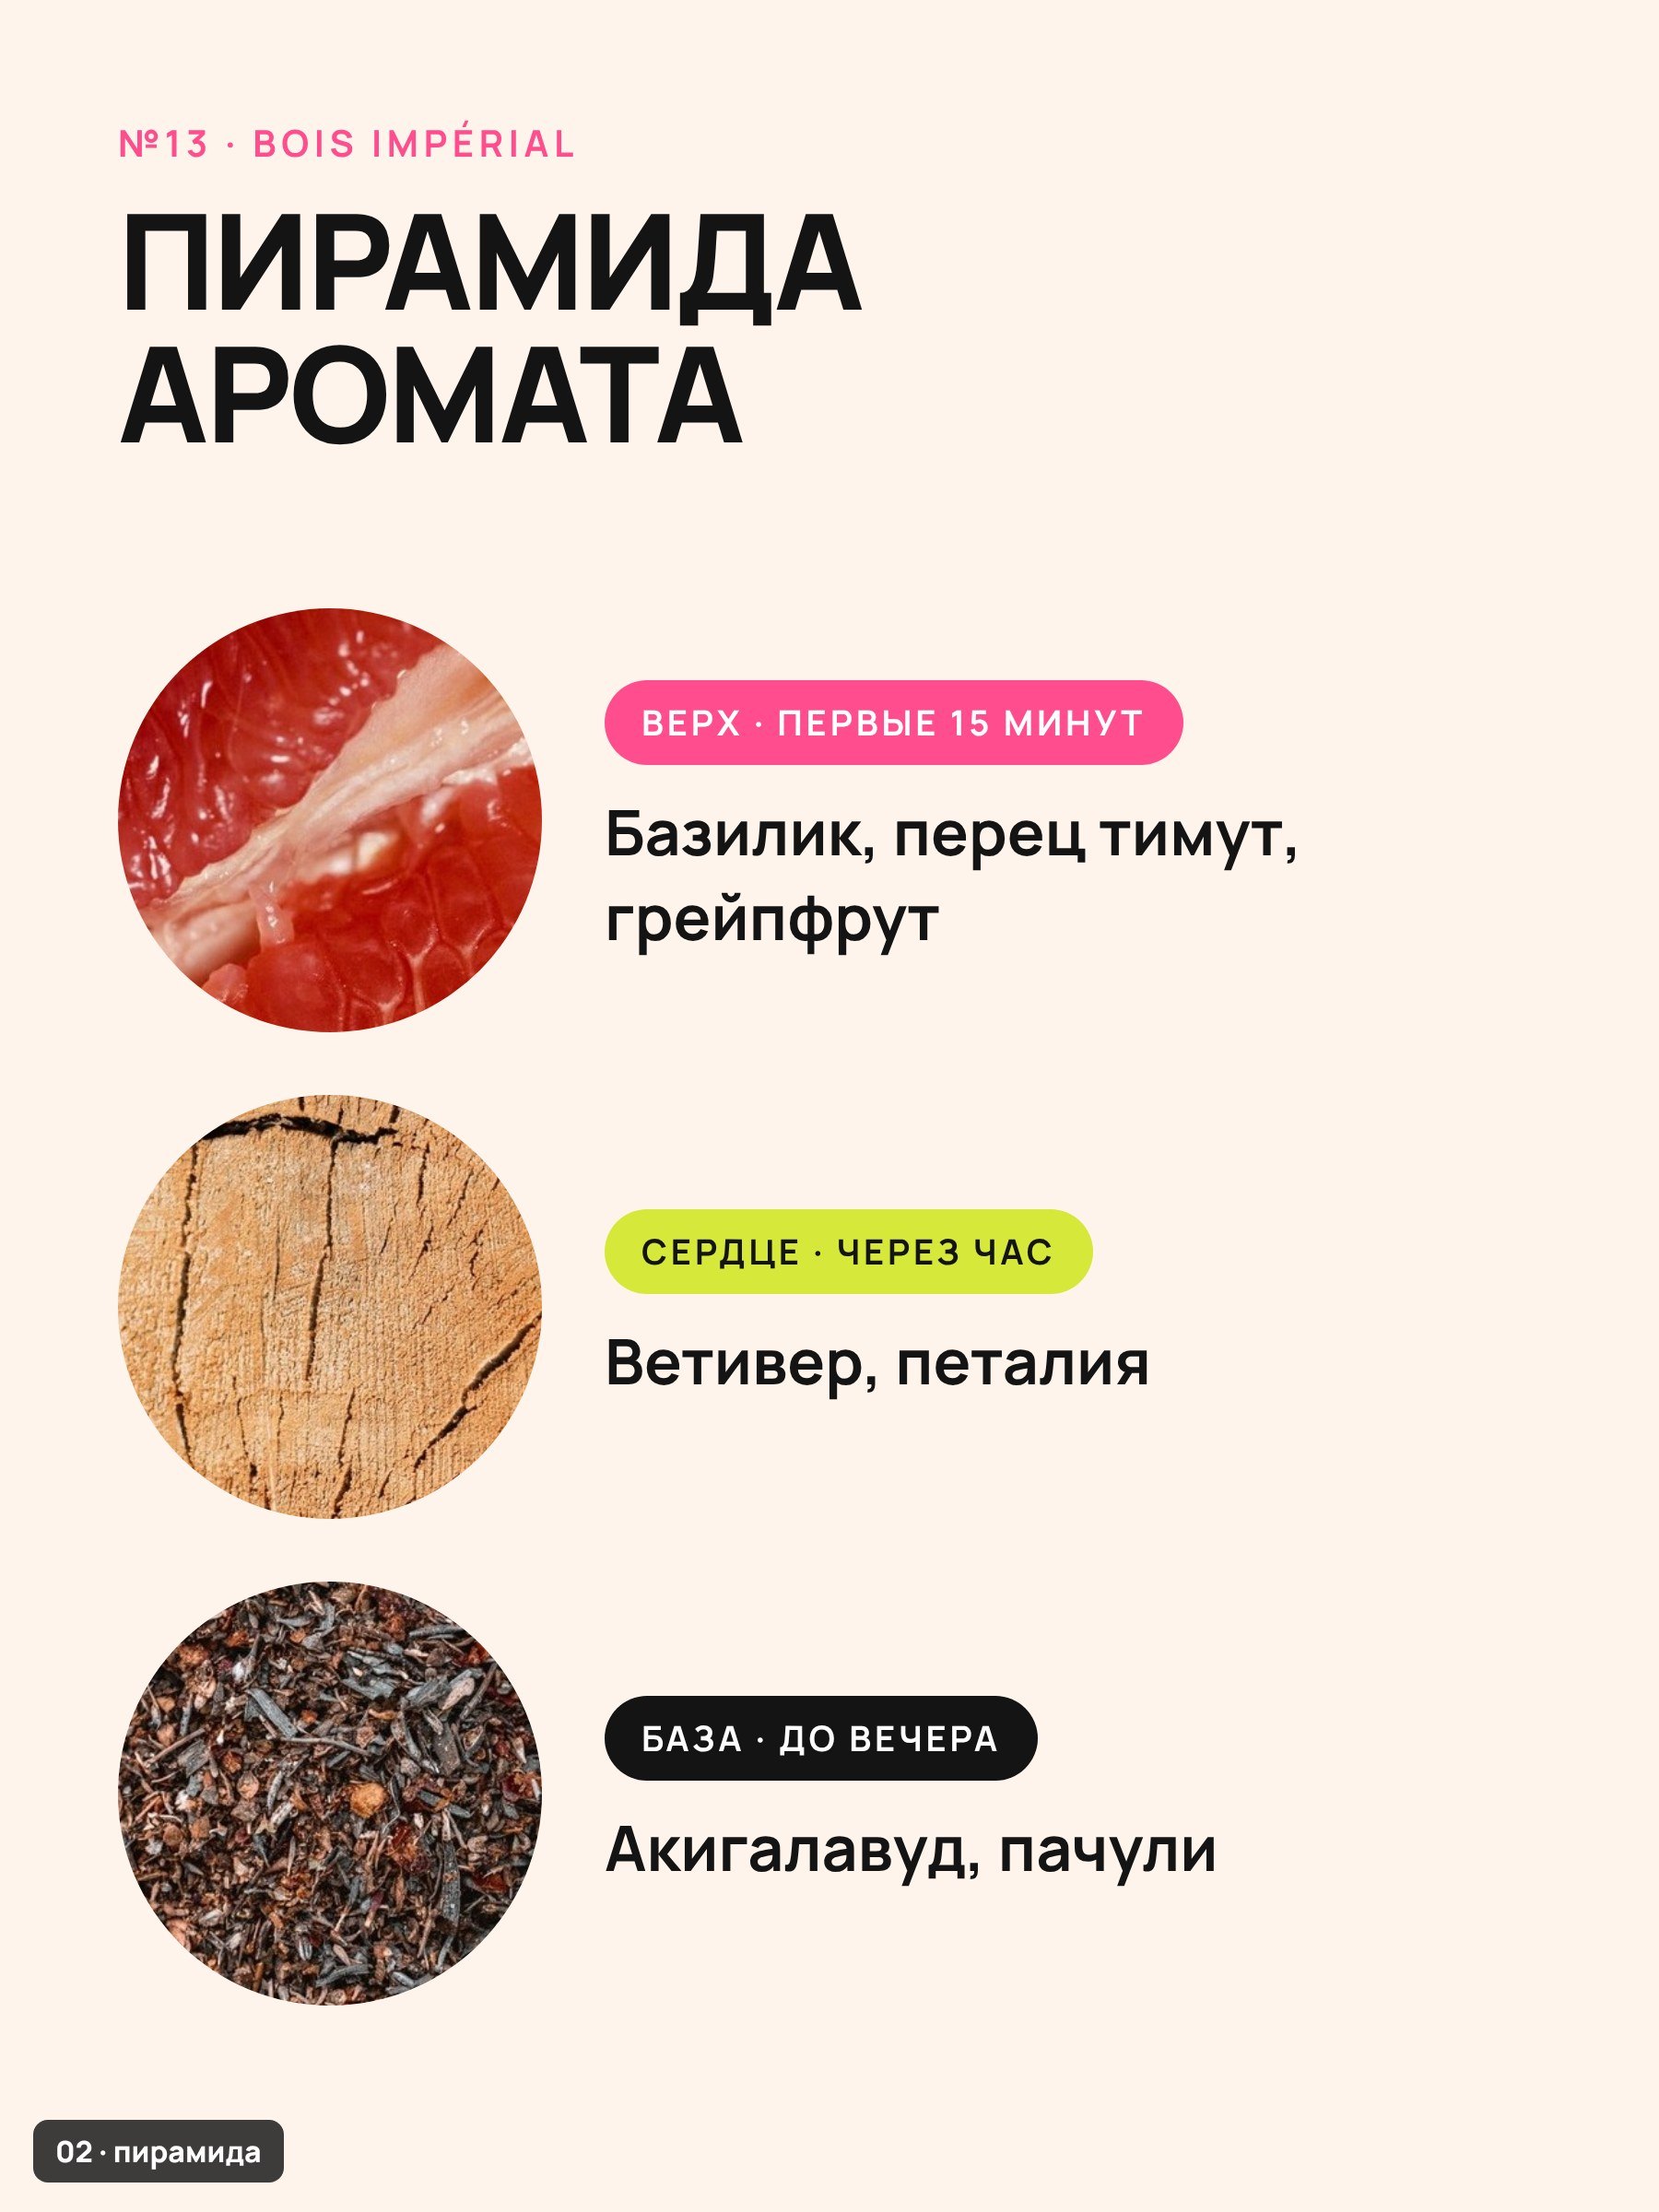 №13 · BOIS IMPÉRIAL
ПИРАМИДА
АРОМАТА
ВЕРХ · ПЕРВЫЕ 15 МИНУТ
Базилик, перец тимут,
грейпфрут
СЕРДЦЕ · ЧЕРЕЗ ЧАС
Ветивер, петалия
БАЗА · ДО ВЕЧЕРА
Акигалавуд, пачули
02 · пирамида